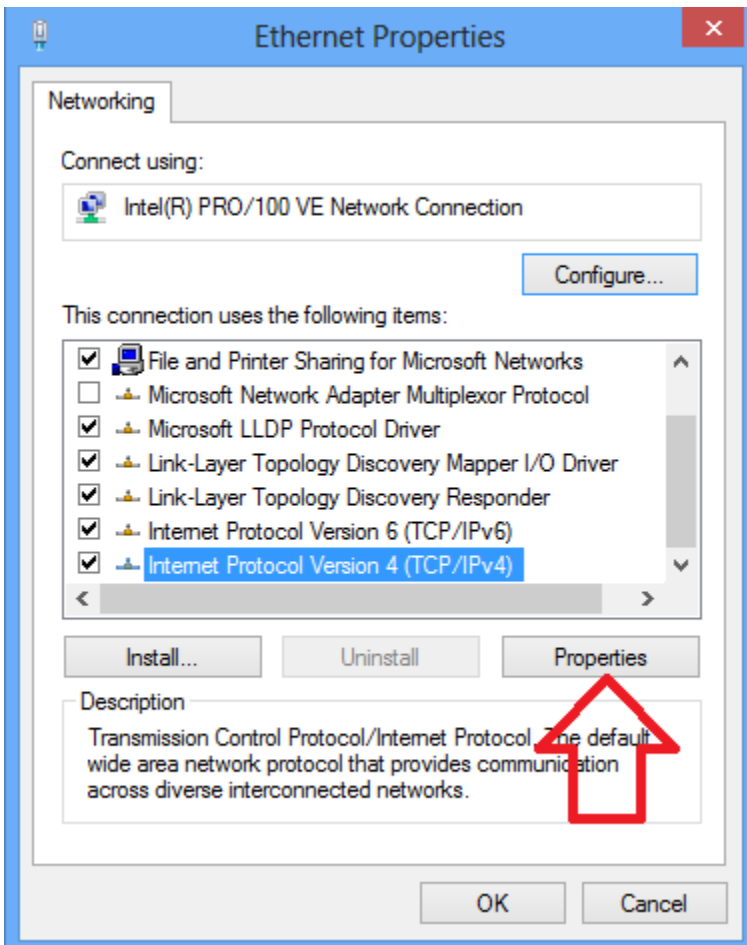 Ethernet Properties
Networking
Connect using:
Intel(R) PRO/100 VE Network Connection
Configure...
This connection uses the following items:
File and Printer Sharing for Microsoft Networks
Microsoft Network Adapter Multiplexor Protocol
Microsoft LLDP Protocol Driver
Link-Layer Topology Discovery Mapper I/O Driver
Link-Layer Topology Discovery Responder
Internet Protocol Version 6 (TCP/IPv6)
Internet Protocol Version 4 (TCP/IPv4)
Install...
Uninstall
Properties
Description
Transmission Control Protocol/Internet Protocol. The default
wide area network protocol that provides communication
across diverse interconnected networks.
OK
Cancel